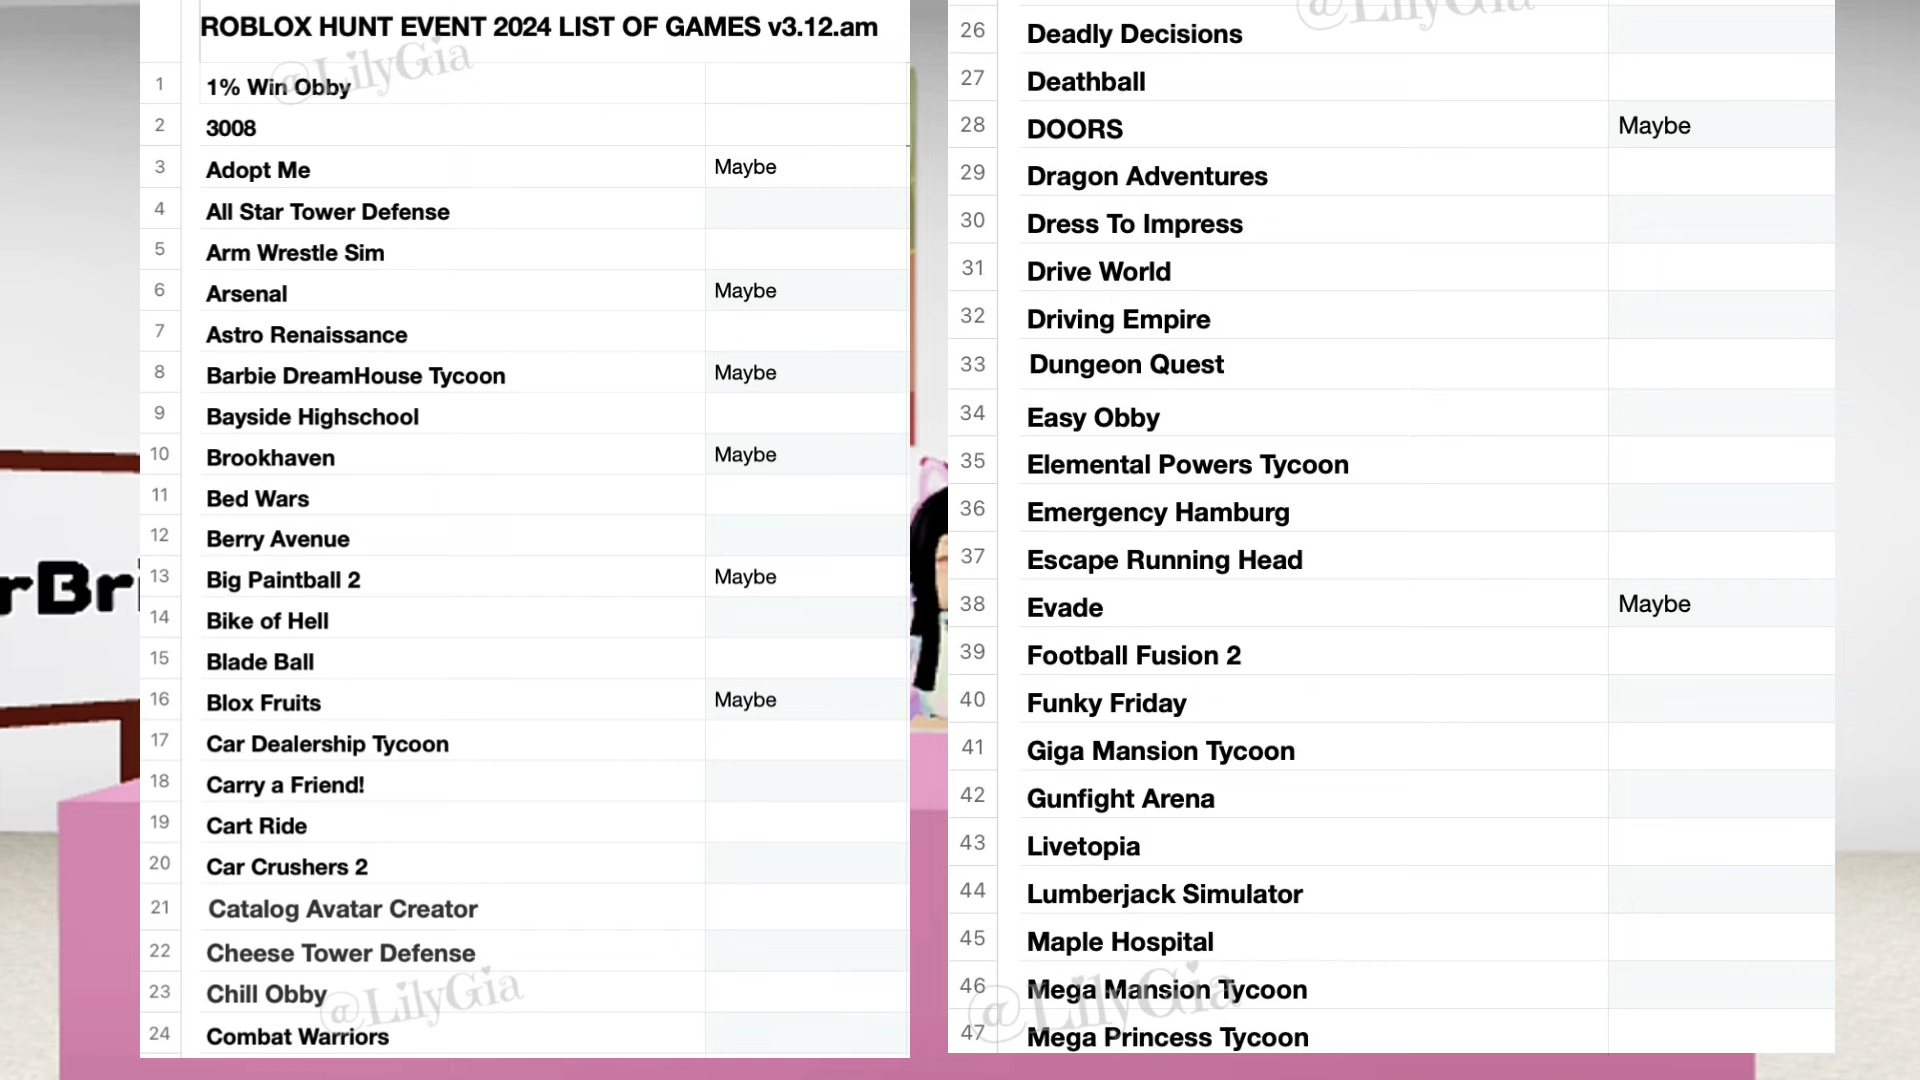 ROBLOX HUNT EVENT 2024 LIST OF GAMES v3.12.am
@LilyGia
1 1% Win Obby
2 3008
3 Adopt Me Maybe
4 All Star Tower Defense
5 Arm Wrestle Sim
6 Arsenal Maybe
7 Astro Renaissance
8 Barbie DreamHouse Tycoon Maybe
9 Bayside Highschool
10 Brookhaven Maybe
11 Bed Wars
12 Berry Avenue
13 Big Paintball 2 Maybe
14 Bike of Hell
15 Blade Ball
16 Blox Fruits Maybe
17 Car Dealership Tycoon
18 Carry a Friend!
19 Cart Ride
20 Car Crushers 2
21 Catalog Avatar Creator
22 Cheese Tower Defense
23 Chill Obby
@LilyGia
24 Combat Warriors
@LilyGia
26 Deadly Decisions
27 Deathball
28 DOORS Maybe
29 Dragon Adventures
30 Dress To Impress
31 Drive World
32 Driving Empire
33 Dungeon Quest
34 Easy Obby
35 Elemental Powers Tycoon
36 Emergency Hamburg
37 Escape Running Head
38 Evade Maybe
39 Football Fusion 2
40 Funky Friday
41 Giga Mansion Tycoon
42 Gunfight Arena
43 Livetopia
44 Lumberjack Simulator
45 Maple Hospital
46 Mega Mansion Tycoon
@LilyGia
47 Mega Princess Tycoon